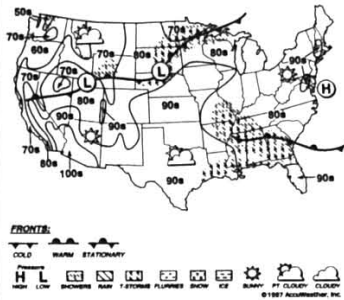 50s
70s 70s 80s 70s 80s 70s
60s 80s
70s L L
80s 90s H
90s 90s 90s 80s
70s
80s
100s 90s 90s
FRONTS:
COLD WARM STATIONARY
Pressure
H L
HIGH LOW SHOWERS RAIN T-STORMS FLURRIES SNOW ICE SUNNY PT CLOUDY CLOUDY
©1987 AccuWeather, Inc.